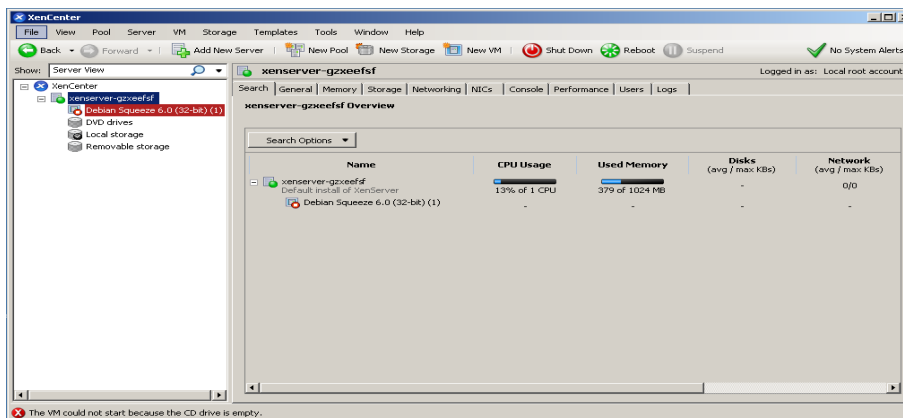 XenCenter
File View Pool Server VM Storage Templates Tools Window Help
Back Forward Add New Server New Pool New Storage New VM Shut Down Reboot Suspend No System Alerts
Show: Server View
xenserver-gzxeefsf Logged in as: Local root account
XenCenter
xenserver-gzxeefsf
Debian Squeeze 6.0 (32-bit) (1)
DVD drives
Local storage
Removable storage
Search General Memory Storage Networking NICs Console Performance Users Logs
xenserver-gzxeefsf Overview
Search Options
Name CPU Usage Used Memory Disks (avg / max KBs) Network (avg / max KBs)
xenserver-gzxeefsf
Default install of XenServer 13% of 1 CPU 379 of 1024 MB - 0/0
Debian Squeeze 6.0 (32-bit) (1) - - - -
The VM could not start because the CD drive is empty.